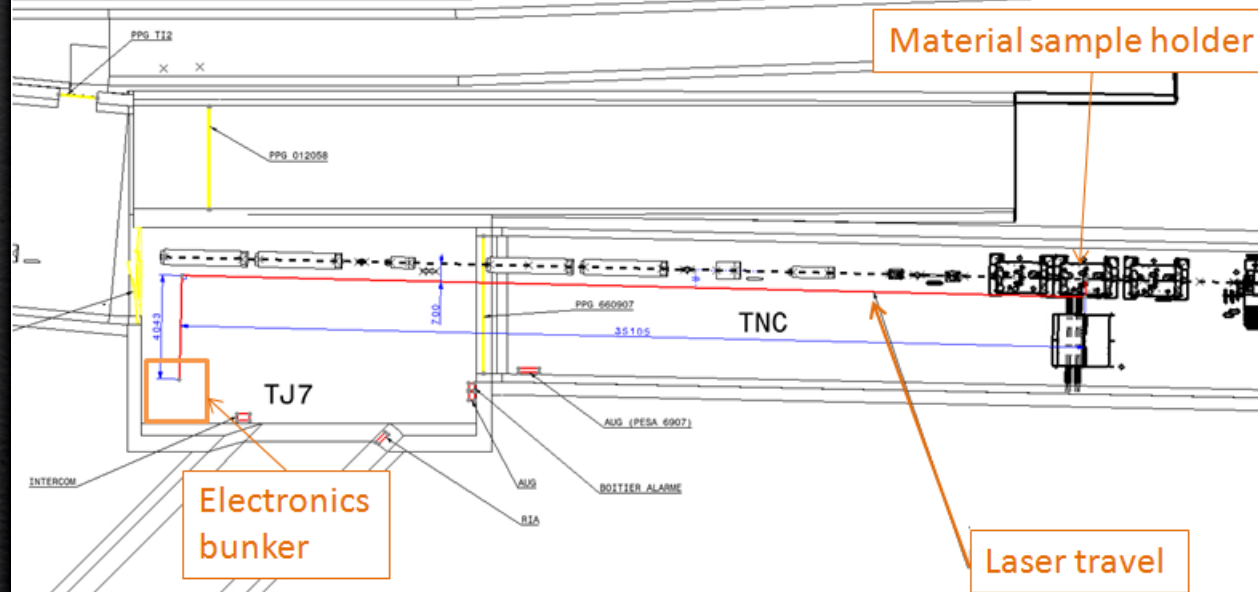 Material sample holder
PPG TI2
PPG 012058
PPG 660907
700
4043
35105
TNC
TJ7
AUG (PESA 6907)
INTERCOM
AUG
BOITIER ALARME
RIA
Electronics
bunker
Laser travel